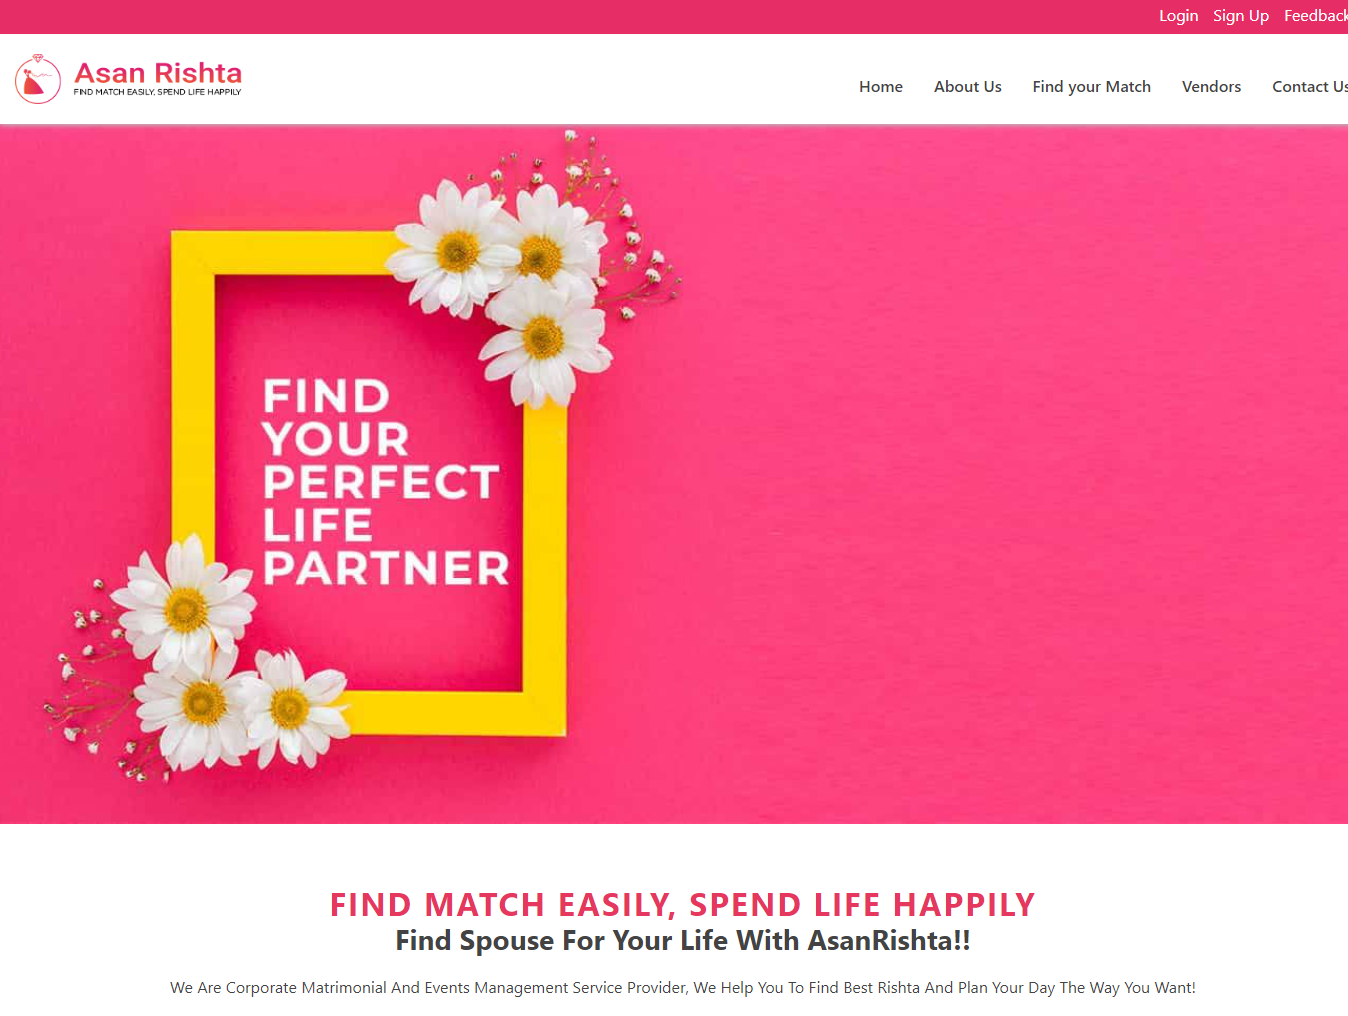 Login Sign Up Feedback
Asan Rishta
FIND MATCH EASILY, SPEND LIFE HAPPILY
Home About Us Find your Match Vendors Contact Us
FIND
YOUR
PERFECT
LIFE
PARTNER
FIND MATCH EASILY, SPEND LIFE HAPPILY
Find Spouse For Your Life With AsanRishta!!
We Are Corporate Matrimonial And Events Management Service Provider, We Help You To Find Best Rishta And Plan Your Day The Way You Want!